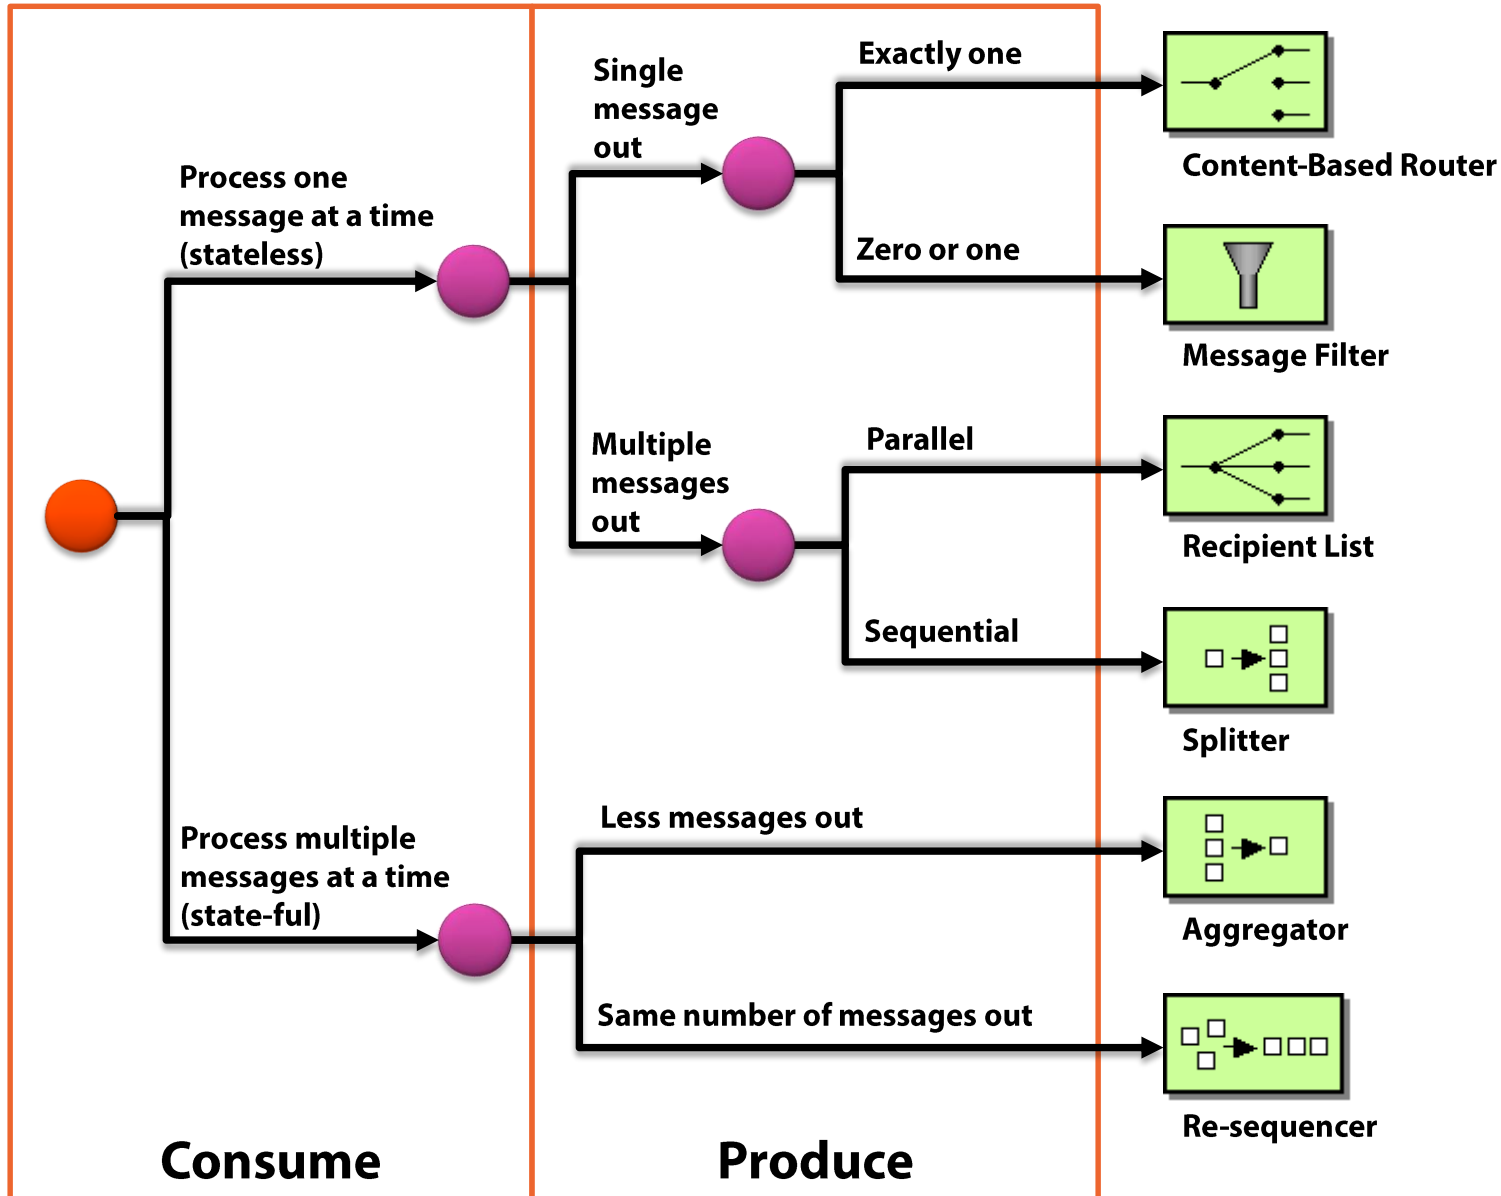 Exactly one
Single
message
out
Content-Based Router
Process one
message at a time
(stateless)
Zero or one
Message Filter
Multiple
messages
out
Parallel
Recipient List
Sequential
Splitter
Less messages out
Process multiple
messages at a time
(state-ful)
Aggregator
Same number of messages out
Re-sequencer
Consume
Produce